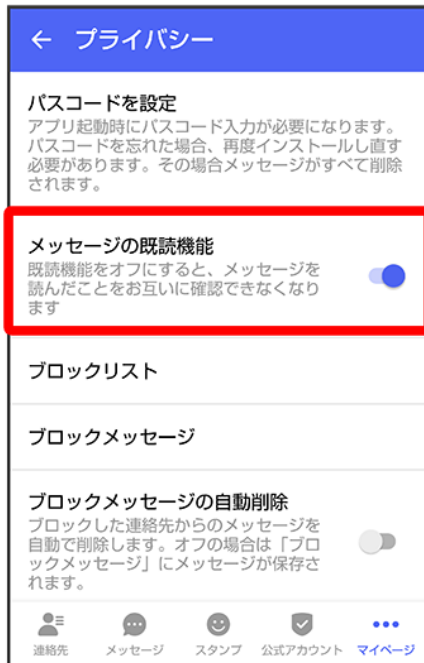 ← プライバシー
パスコードを設定
アプリ起動時にパスコード入力が必要になります。
パスコードを忘れた場合、再度インストールし直す
必要があります。その場合メッセージがすべて削除
されます。
メッセージの既読機能
既読機能をオフにすると、メッセージを
読んだことをお互いに確認できなくなり
ます
ブロックリスト
ブロックメッセージ
ブロックメッセージの自動削除
ブロックした連絡先からのメッセージを
自動で削除します。オフの場合は「ブロ
ックメッセージ」にメッセージが保存さ
れます。
連絡先 メッセージ スタンプ 公式アカウント マイページ